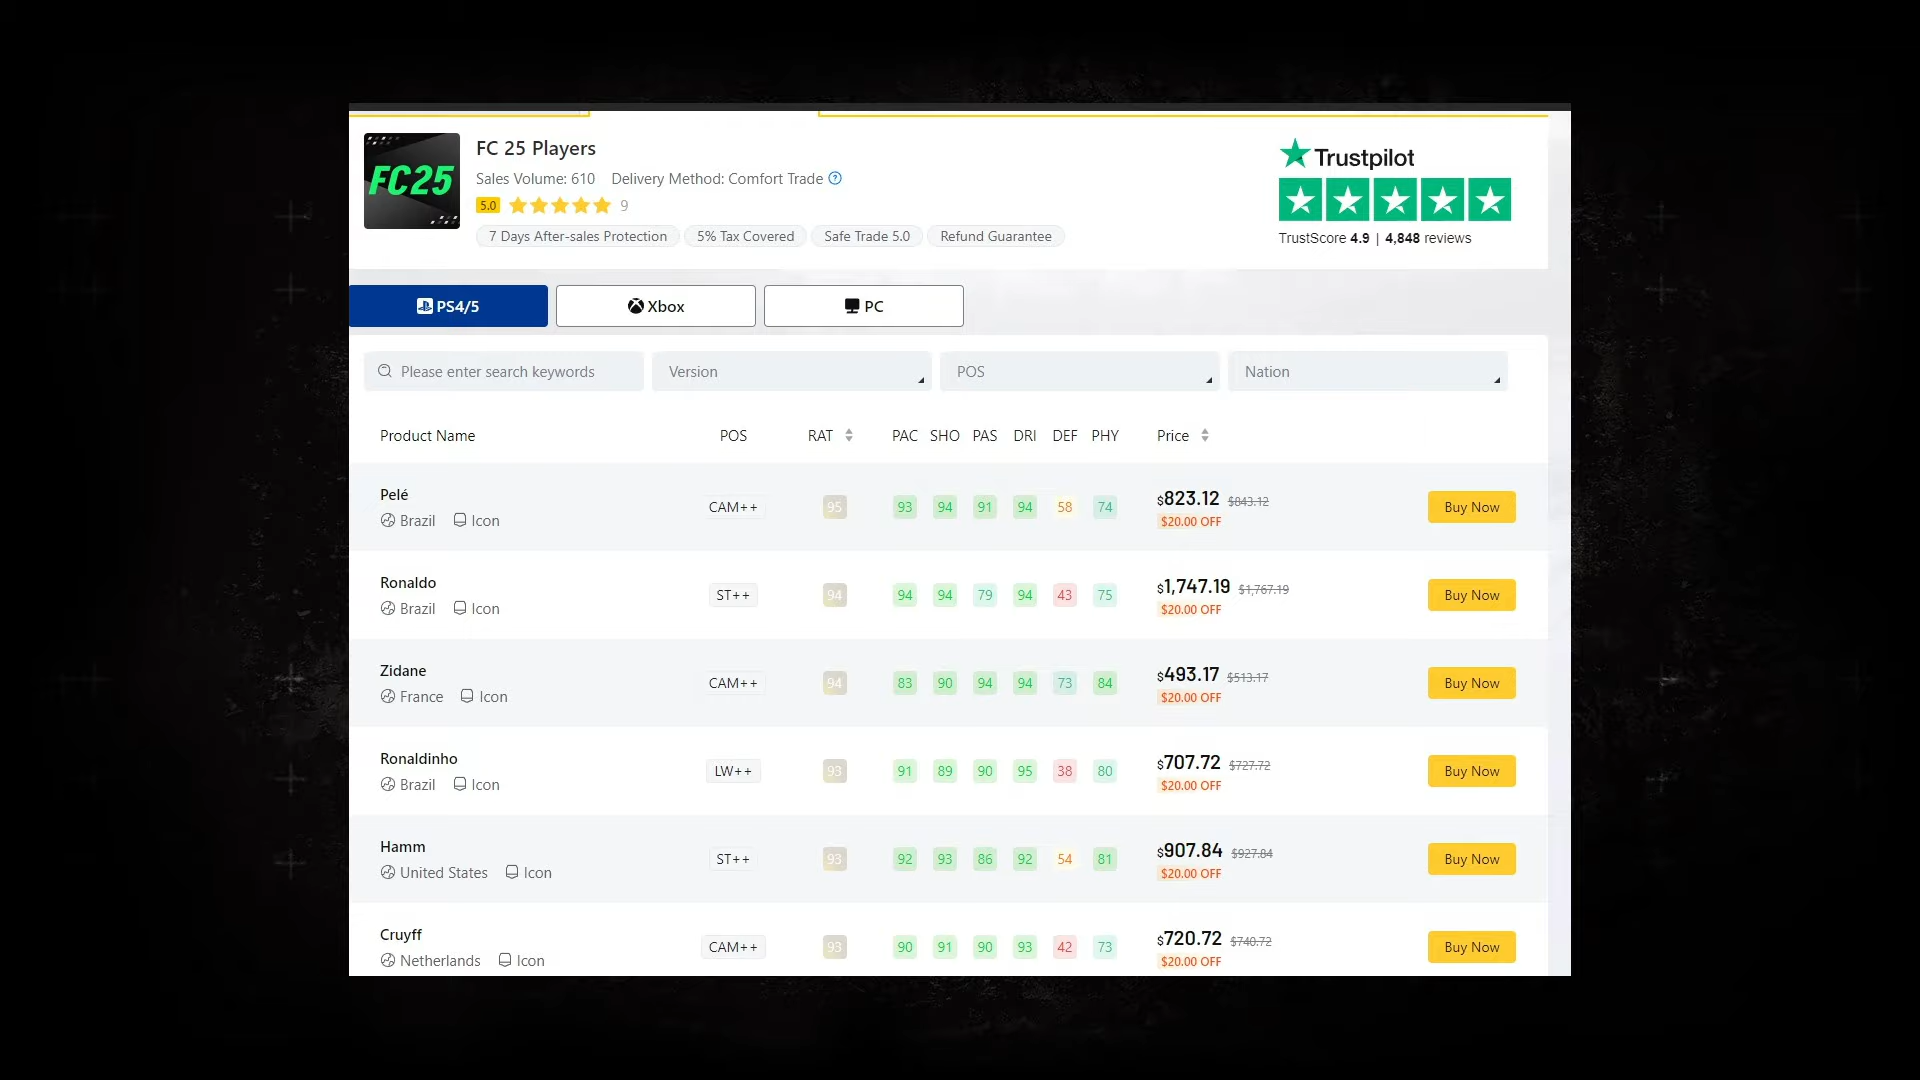 FC25
FC 25 Players
Sales Volume: 610 Delivery Method: Comfort Trade ?
5.0 9
7 Days After-sales Protection 5% Tax Covered Safe Trade 5.0 Refund Guarantee
Trustpilot
TrustScore 4.9 | 4,848 reviews
PS4/5 Xbox PC
Please enter search keywords Version POS Nation
Product Name POS RAT PAC SHO PAS DRI DEF PHY Price
Pelé
Brazil Icon
CAM++ 95 93 94 91 94 58 74
$823.12 $843.12
$20.00 OFF
Buy Now
Ronaldo
Brazil Icon
ST++ 94 94 94 79 94 43 75
$1,747.19 $1,767.19
$20.00 OFF
Buy Now
Zidane
France Icon
CAM++ 94 83 90 94 94 73 84
$493.17 $513.17
$20.00 OFF
Buy Now
Ronaldinho
Brazil Icon
LW++ 93 91 89 90 95 38 80
$707.72 $727.72
$20.00 OFF
Buy Now
Hamm
United States Icon
ST++ 93 92 93 86 92 54 81
$907.84 $927.84
$20.00 OFF
Buy Now
Cruyff
Netherlands Icon
CAM++ 93 90 91 90 93 42 73
$720.72 $740.72
$20.00 OFF
Buy Now